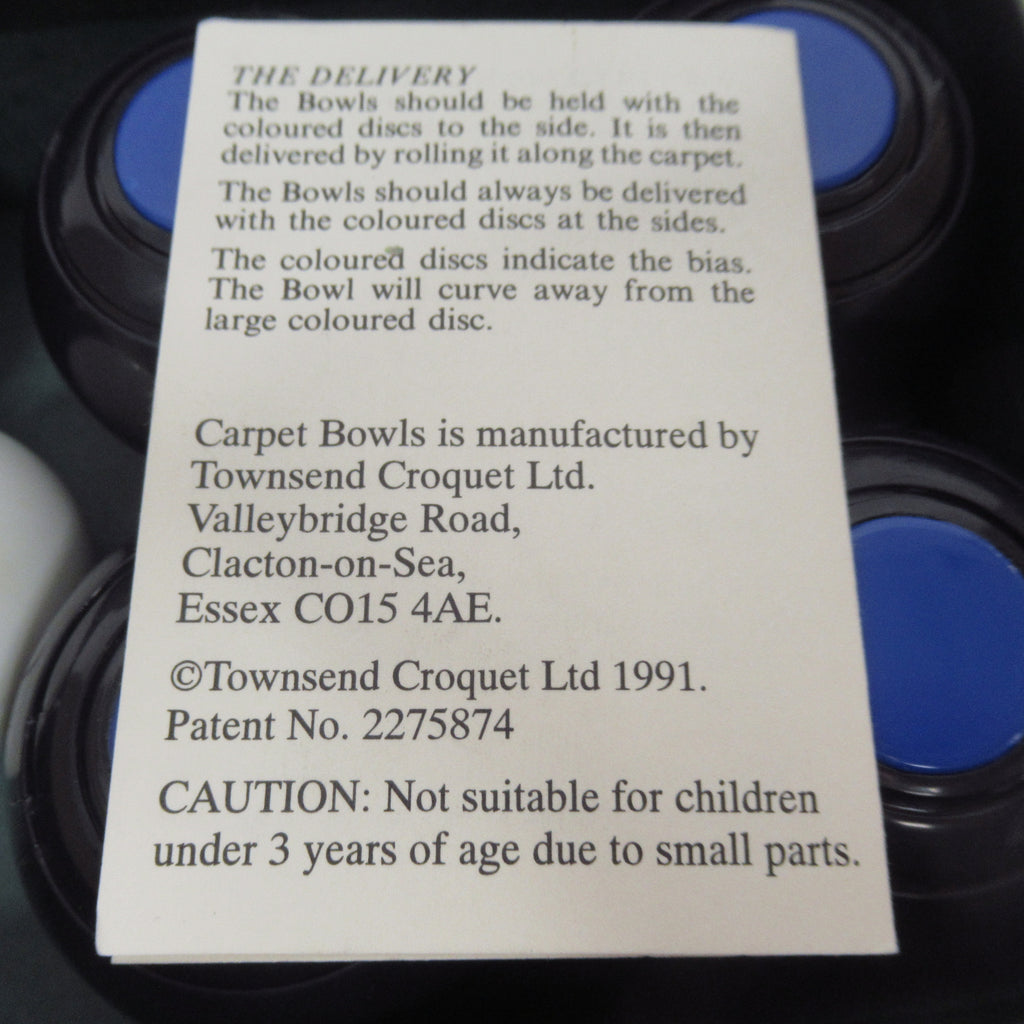 THE DELIVERY
The Bowls should be held with the
coloured discs to the side. It is then
delivered by rolling it along the carpet.
The Bowls should always be delivered
with the coloured discs at the sides.
The coloured discs indicate the bias.
The Bowl will curve away from the
large coloured disc.
Carpet Bowls is manufactured by
Townsend Croquet Ltd.
Valleybridge Road,
Clacton-on-Sea,
Essex CO15 4AE.
©Townsend Croquet Ltd 1991.
Patent No. 2275874
CAUTION: Not suitable for children
under 3 years of age due to small parts.